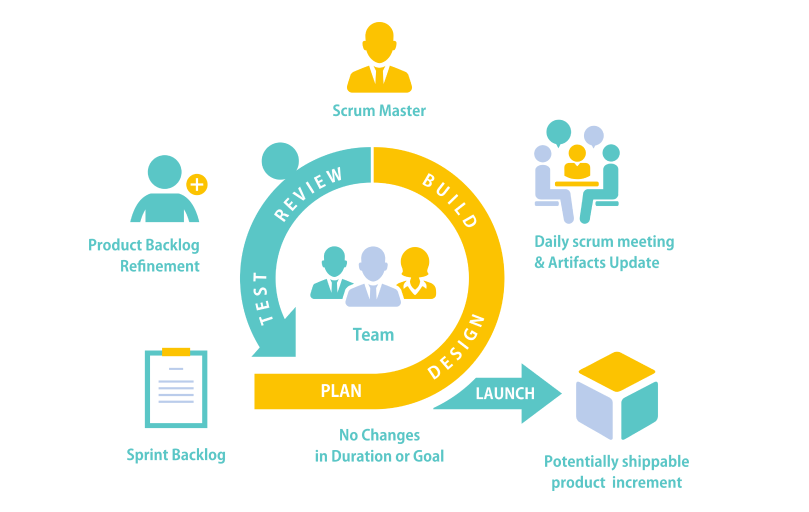 Scrum Master
REVIEW
BUILD
Product Backlog
Refinement
Daily scrum meeting
& Artifacts Update
TEST
Team
DESIGN
PLAN
LAUNCH
No Changes
in Duration or Goal
Sprint Backlog
Potentially shippable
product increment